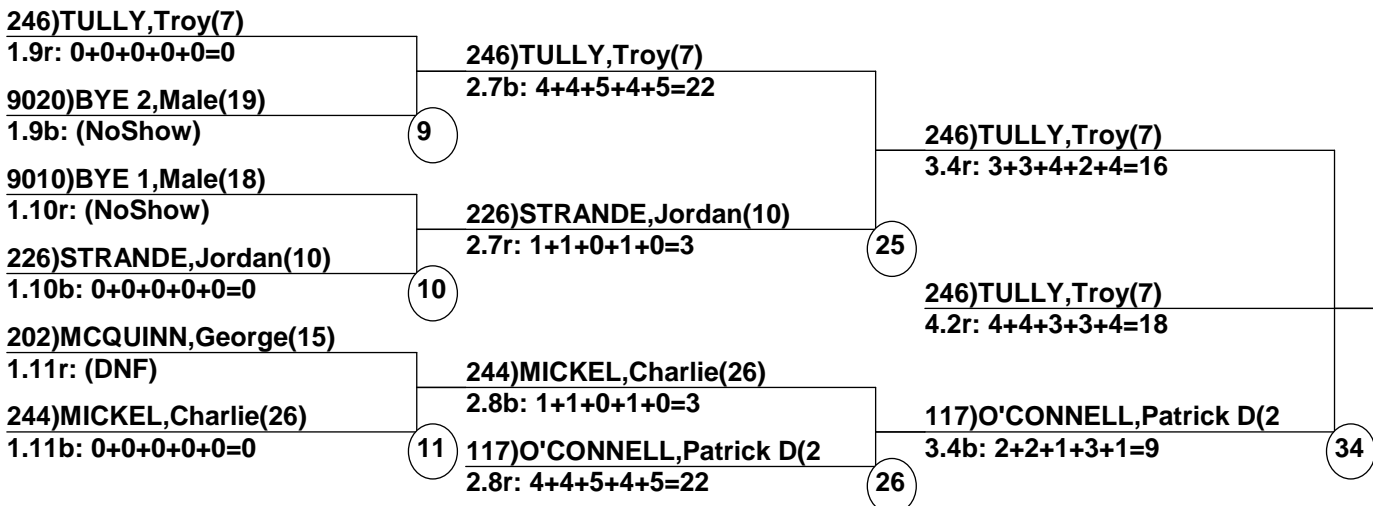 246)TULLY,Troy(7)
1.9r: 0+0+0+0+0=0
9020)BYE 2,Male(19)
1.9b: (NoShow)
9
9010)BYE 1,Male(18)
1.10r: (NoShow)
226)STRANDE,Jordan(10)
1.10b: 0+0+0+0+0=0
10
202)MCQUINN,George(15)
1.11r: (DNF)
244)MICKEL,Charlie(26)
1.11b: 0+0+0+0+0=0
11
246)TULLY,Troy(7)
2.7b: 4+4+5+4+5=22
226)STRANDE,Jordan(10)
2.7r: 1+1+0+1+0=3
25
244)MICKEL,Charlie(26)
2.8b: 1+1+0+1+0=3
117)O'CONNELL,Patrick D(2
2.8r: 4+4+5+4+5=22
26
246)TULLY,Troy(7)
3.4r: 3+3+4+2+4=16
246)TULLY,Troy(7)
4.2r: 4+4+3+3+4=18
117)O'CONNELL,Patrick D(2
3.4b: 2+2+1+3+1=9
34